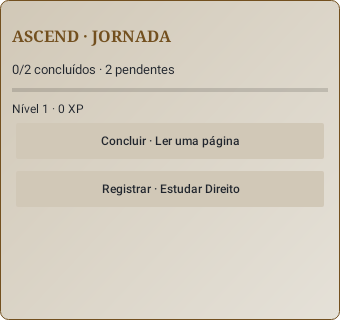 ASCEND · JORNADA
0/2 concluídos · 2 pendentes
Nível 1 · 0 XP
Concluir · Ler uma página
Registrar · Estudar Direito